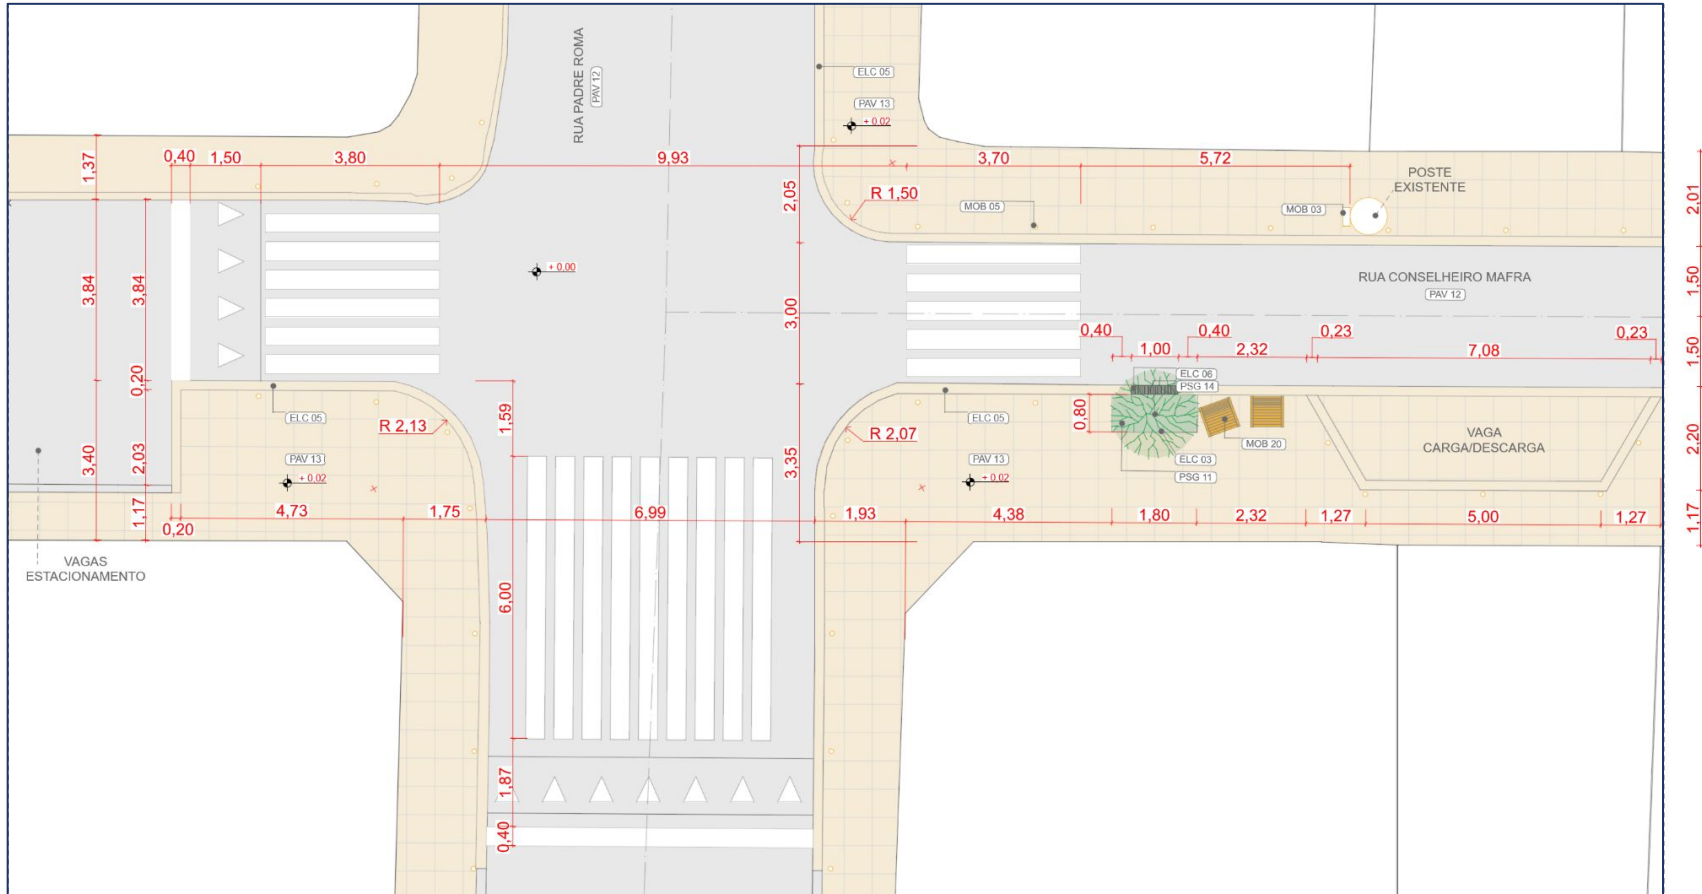 RUA PADRE ROMA
PAV 12
ELC 05
PAV 13
+ 0.02
1,37
0,40
1,50
3,80
9,93
3,70
5,72
POSTE
EXISTENTE
2,05
R 1,50
MOB 05
MOB 03
2,01
3,84
3,84
+ 0,00
3,00
RUA CONSELHEIRO MAFRA
PAV 12
1,50
0,40
1,00
0,40
2,32
0,23
7,08
0,23
1,50
0,20
ELC 06
PSG 14
1,59
ELC 05
R 2,13
ELC 05
R 2,07
0,80
MOB 20
VAGA
CARGA/DESCARGA
2,20
3,40
2,03
PAV 13
+ 0.02
3,35
PAV 13
+ 0.02
ELC 03
PSG 11
1,17
0,20
4,73
1,75
6,99
1,93
4,38
1,80
2,32
1,27
5,00
1,27
1,17
VAGAS
ESTACIONAMENTO
6,00
1,87
0,40